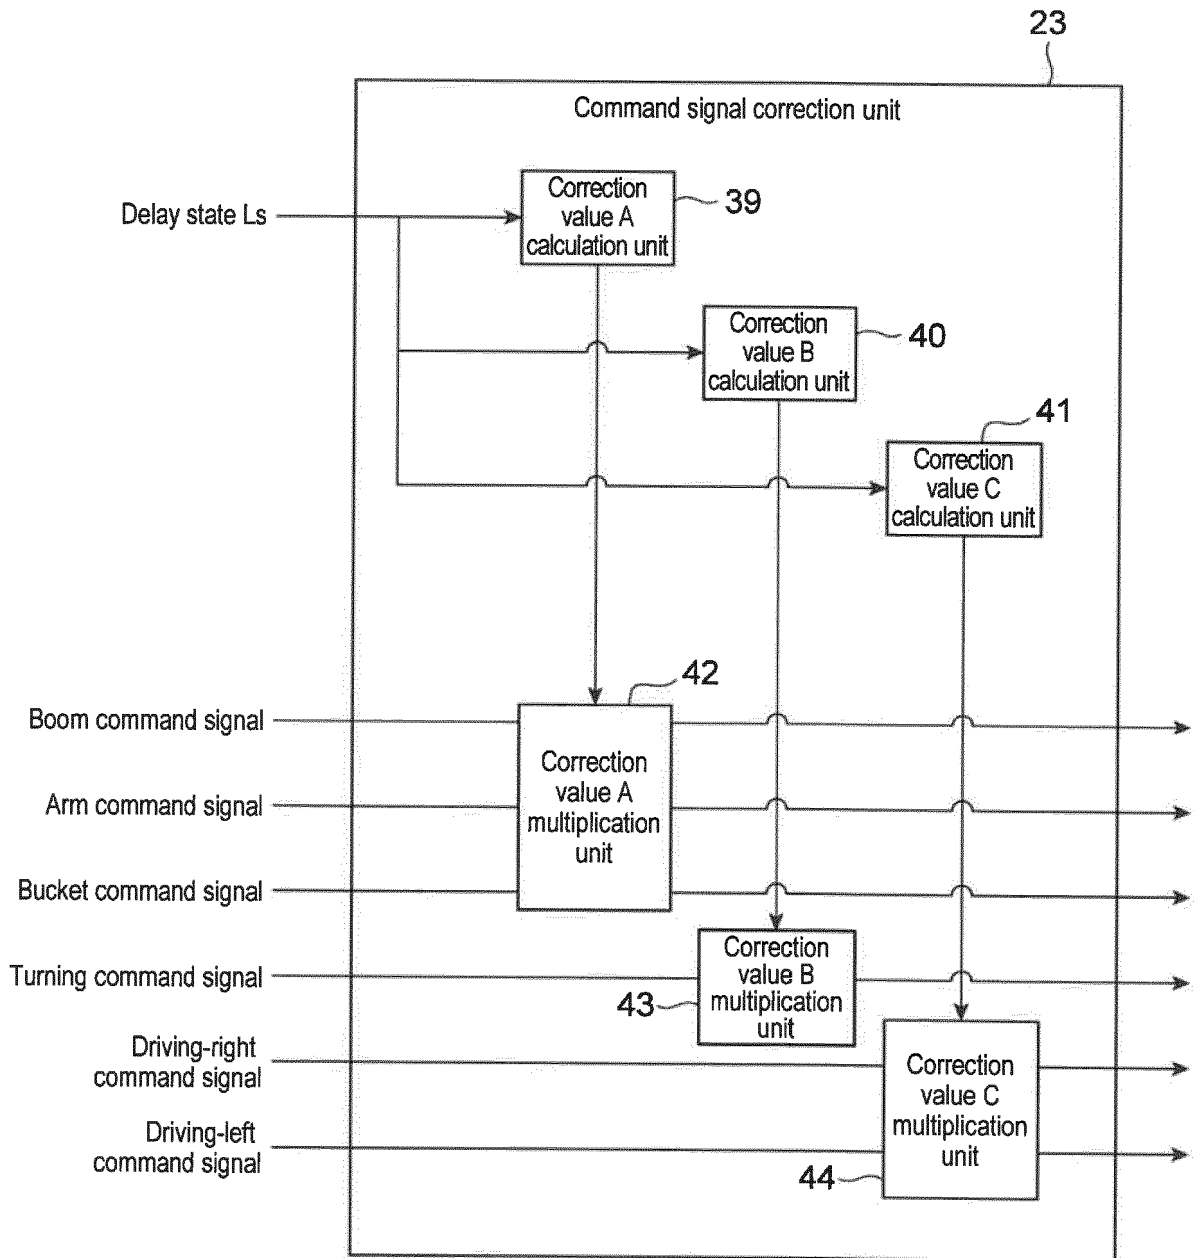 23
Command signal correction unit
Delay state Ls
Correction
value A
calculation unit
39
Correction
value B
calculation unit
40
41
Correction
value C
calculation unit
42
Boom command signal
Correction
value A
multiplication
unit
Arm command signal
Bucket command signal
Turning command signal
Correction
value B
multiplication
unit
43
Driving-right
command signal
Correction
value C
multiplication
unit
Driving-left
command signal
44